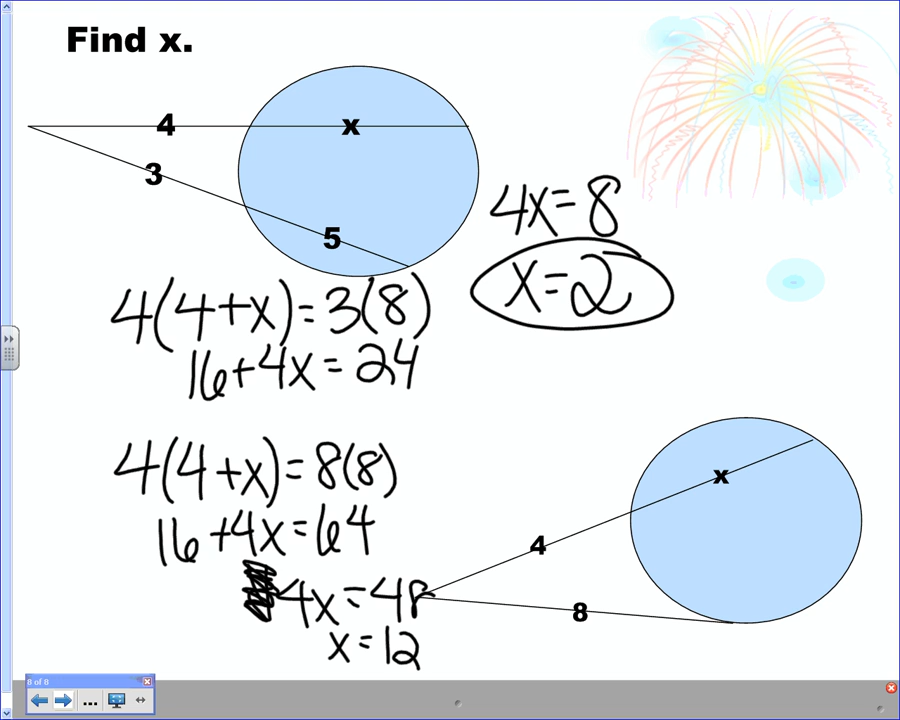 Find x.
4
x
3
5
4x=8
x=2
4(4+x)=3(8)
16+4x=24
4(4+x)=8(8)
16+4x=64
4x=48
x=12
x
4
8
8 of 8
...